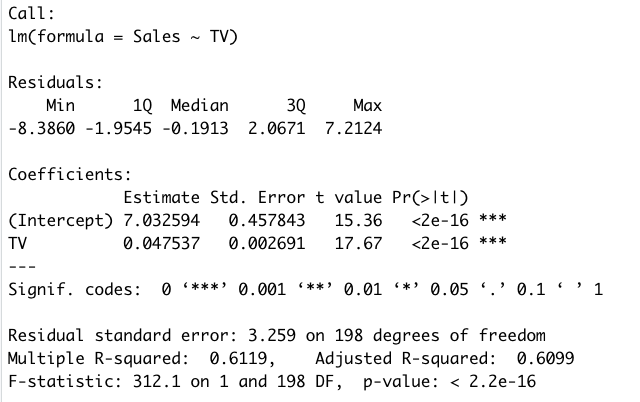 Call:
lm(formula = Sales ~ TV)
Residuals:
    Min      1Q  Median      3Q     Max
-8.3860 -1.9545 -0.1913  2.0671  7.2124
Coefficients:
            Estimate Std. Error t value Pr(>|t|)
(Intercept) 7.032594   0.457843   15.36   <2e-16 ***
TV          0.047537   0.002691   17.67   <2e-16 ***
---
Signif. codes:  0 ‘***’ 0.001 ‘**’ 0.01 ‘*’ 0.05 ‘.’ 0.1 ‘ ’ 1
Residual standard error: 3.259 on 198 degrees of freedom
Multiple R-squared:  0.6119,    Adjusted R-squared:  0.6099
F-statistic: 312.1 on 1 and 198 DF,  p-value: < 2.2e-16